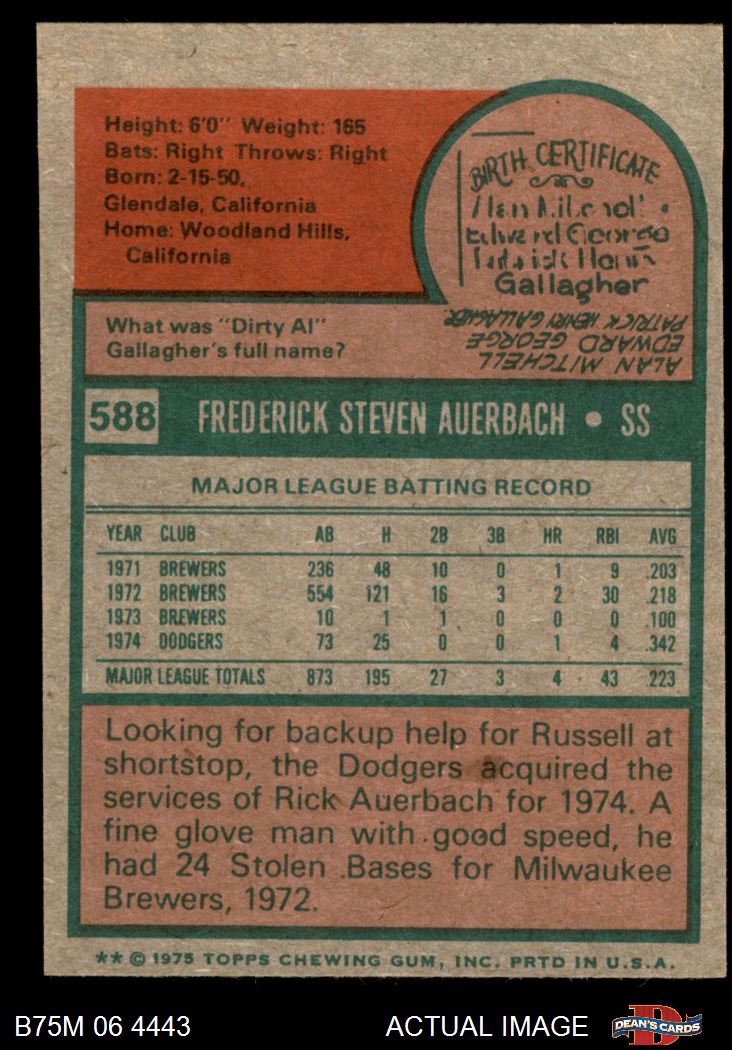 Height: 6'0" Weight: 165
Bats: Right Throws: Right
Born: 2-15-50,
Glendale, California
Home: Woodland Hills,
California
BIRTH CERTIFICATE
Edward George
Gallagher
What was "Dirty Al"
Gallagher's full name?
ALAN MITCHELL
EDWARD GEORGE
PATRICK HENRY GALLAGHER.
588 FREDERICK STEVEN AUERBACH • SS
MAJOR LEAGUE BATTING RECORD
YEAR CLUB AB H 2B 3B HR RBI AVG
1971 BREWERS 236 48 10 0 1 9 .203
1972 BREWERS 554 121 16 3 2 30 .218
1973 BREWERS 10 1 1 0 0 0 .100
1974 DODGERS 73 25 0 0 1 4 .342
MAJOR LEAGUE TOTALS 873 195 27 3 4 43 .223
Looking for backup help for Russell at
shortstop, the Dodgers acquired the
services of Rick Auerbach for 1974. A
fine glove man with good speed, he
had 24 Stolen Bases for Milwaukee
Brewers, 1972.
** © 1975 TOPPS CHEWING GUM, INC. PRTD IN U.S.A.
B75M 06 4443 ACTUAL IMAGE
D
DEAN'S CARDS